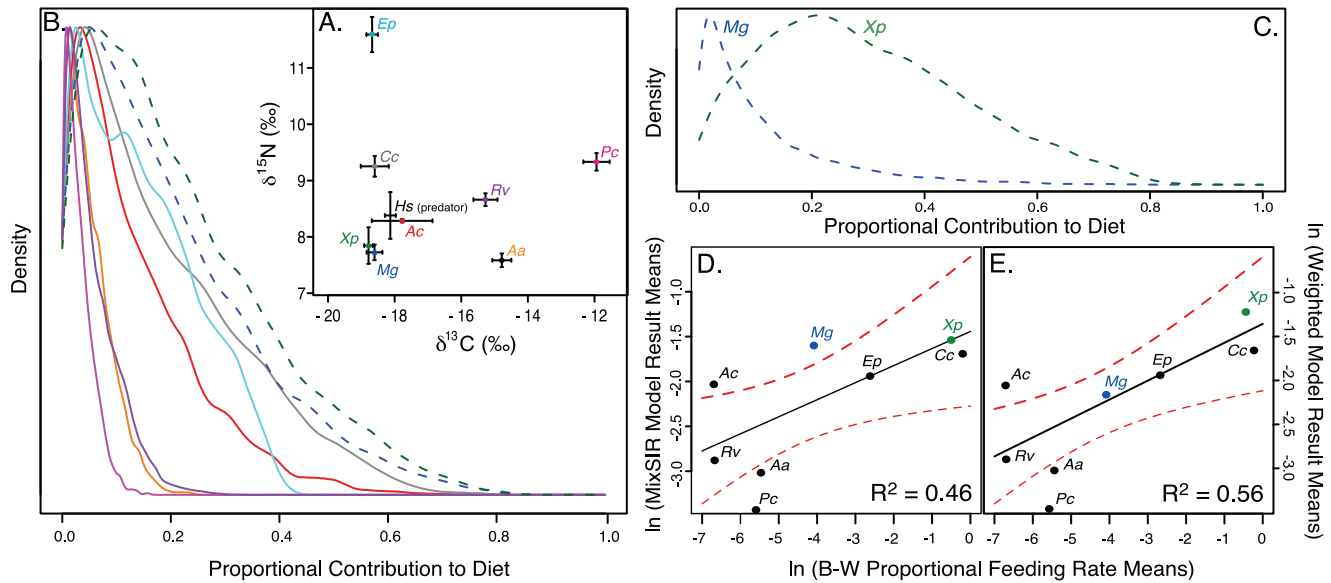 B.
Density
0.0 0.2 0.4 0.6 0.8 1.0
Proportional Contribution to Diet
A.
δ15N (‰)
11
10
9
8
7
Ep
Cc
Pc
Rv
Hs (predator)
Ac
Xp
Mg
Aa
- 20 - 18 - 16 - 14 - 12
δ13C (‰)
C.
Density
Mg
Xp
0.0 0.2 0.4 0.6 0.8 1.0
Proportional Contribution to Diet
D.
ln (MixSIR Model Result Means)
-1.0
-1.5
-2.0
-2.5
-3.0
Mg
Xp
Ep
Cc
Ac
Rv
Aa
Pc
R2 = 0.46
-7 -6 -5 -4 -3 -2 -1 0
E.
Xp
Ep
Cc
Ac
Mg
Rv
Aa
Pc
R2 = 0.56
-7 -6 -5 -4 -3 -2 -1 0
-1.0
-1.5
-2.0
-2.5
-3.0
ln (Weighted Model Result Means)
ln (B-W Proportional Feeding Rate Means)